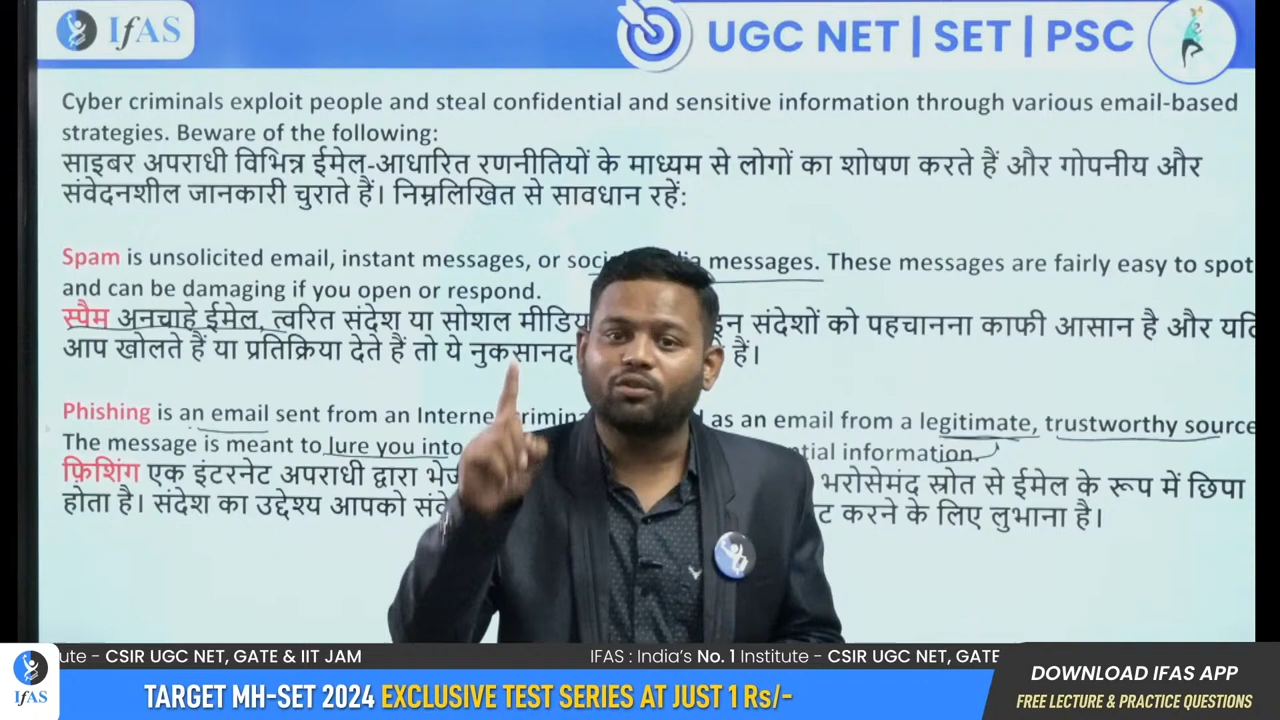 IfAS
UGC NET | SET | PSC
Cyber criminals exploit people and steal confidential and sensitive information through various email-based
strategies. Beware of the following:
साइबर अपराधी विभिन्न ईमेल-आधारित रणनीतियों के माध्यम से लोगों का शोषण करते हैं और गोपनीय और
संवेदनशील जानकारी चुराते हैं। निम्नलिखित से सावधान रहें:
Spam is unsolicited email, instant messages, or messages. These messages are fairly easy to spot
and can be damaging if you open or respond.
स्पैम अनचाहे ईमेल, त्वरित संदेश या सोशल इन संदेशों को पहचानना काफी आसान है और
आप खोलते हैं या प्रतिक्रिया देते हैं तो ये हैं।
Phishing is an email sent from an as an email from a legitimate, trustworthy source
The message is meant to lure you into information.
फ़िशिंग एक इंटरनेट अपराधी द्वारा भरोसेमंद स्रोत से ईमेल के रूप में छिपा
होता है। संदेश का उद्देश्य आपको करने के लिए लुभाना है।
CSIR UGC NET, GATE & IIT JAM IFAS : India's No. 1 Institute - CSIR UGC NET, GATE
IfAS
TARGET MH-SET 2024 EXCLUSIVE TEST SERIES AT JUST 1 Rs/-
DOWNLOAD IFAS APP
FREE LECTURE & PRACTICE QUESTIONS